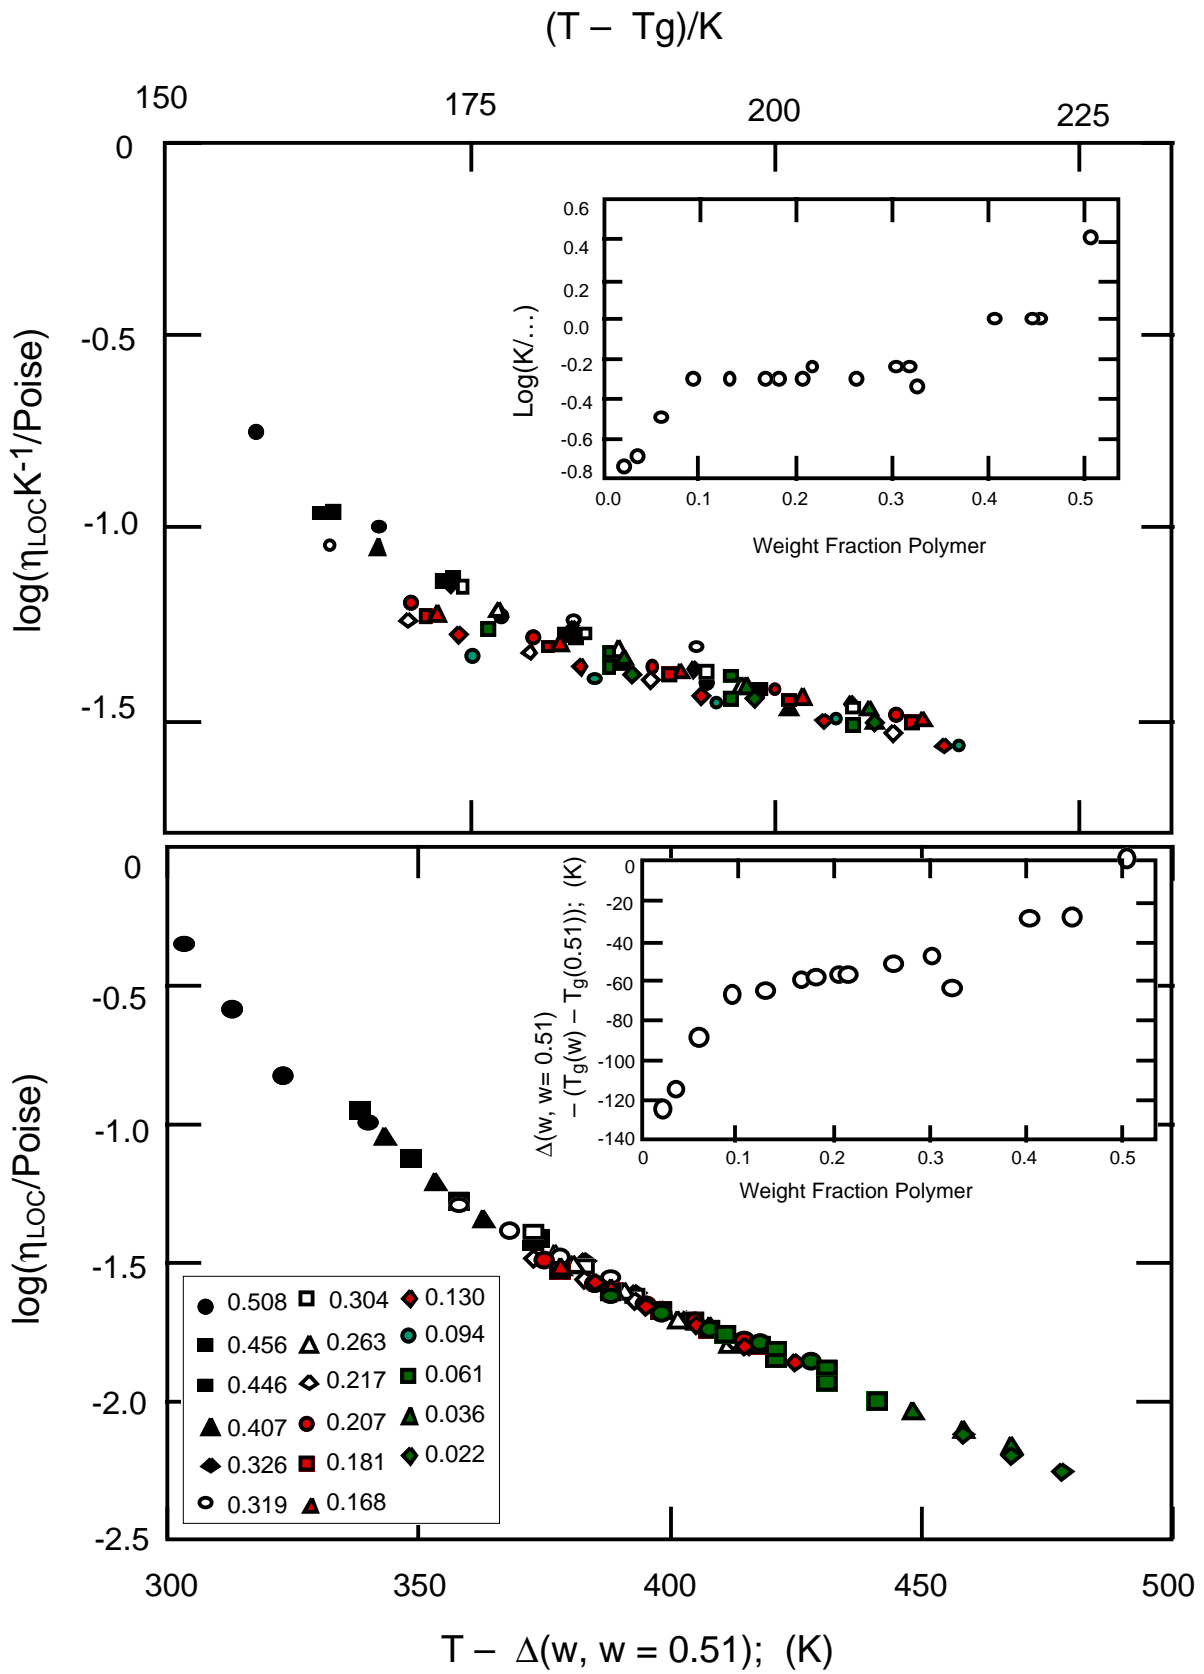 (T – Tg)/K
150 175 200 225
0
-0.5
-1.0
-1.5
log(ηLOCK-1/Poise)
0.6
0.4
0.2
0.0
-0.2
-0.4
-0.6
-0.8
Log(K/…)
0.0 0.1 0.2 0.3 0.4 0.5
Weight Fraction Polymer
0
-0.5
-1.0
-1.5
-2.0
-2.5
log(ηLOC/Poise)
0
-20
-40
-60
-80
-100
-120
-140
Δ(w, w= 0.51)
– (Tg(w) – Tg(0.51)); (K)
0 0.1 0.2 0.3 0.4 0.5
Weight Fraction Polymer
0.508 0.304 0.130
0.456 0.263 0.094
0.446 0.217 0.061
0.407 0.207 0.036
0.326 0.181 0.022
0.319 0.168
300 350 400 450 500
T – Δ(w, w = 0.51); (K)